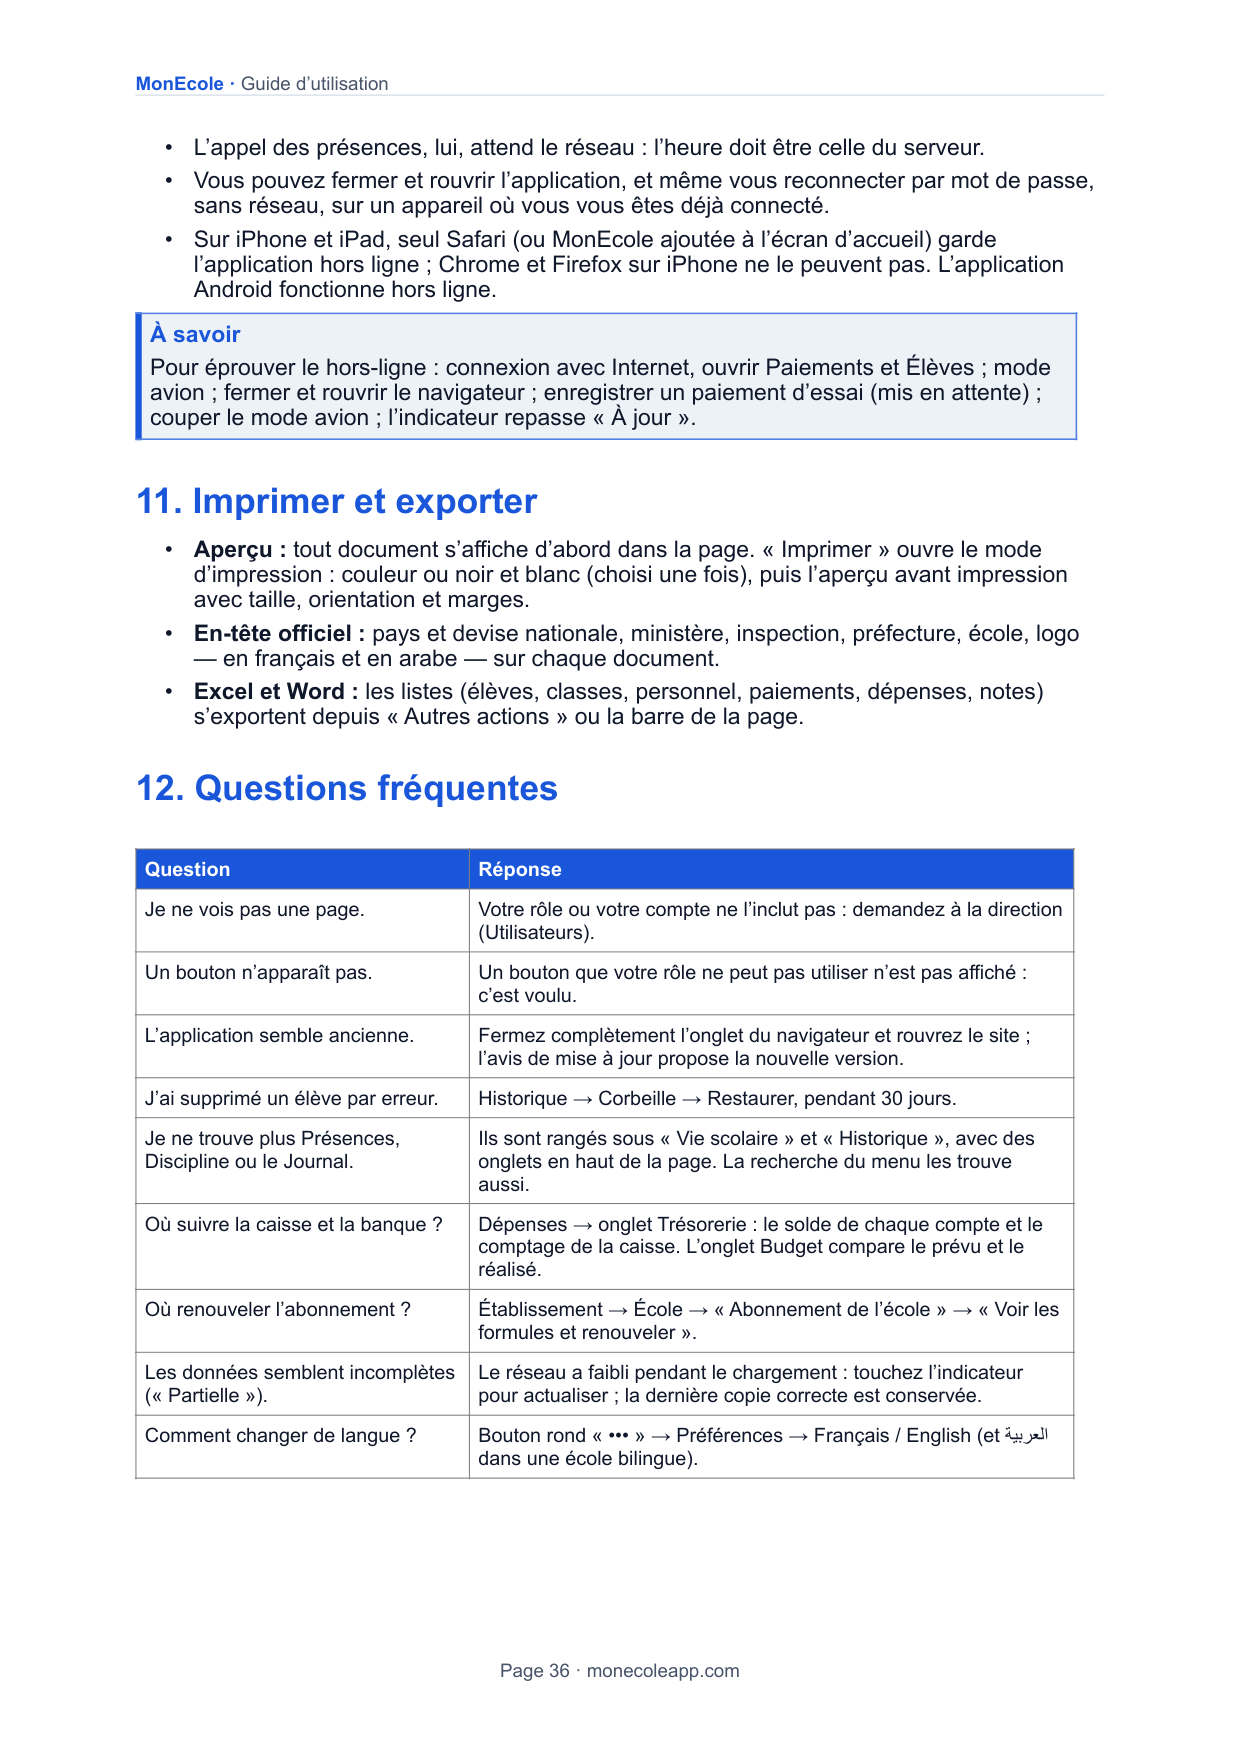 MonEcole · Guide d’utilisation
• L’appel des présences, lui, attend le réseau : l’heure doit être celle du serveur.
• Vous pouvez fermer et rouvrir l’application, et même vous reconnecter par mot de passe,
sans réseau, sur un appareil où vous vous êtes déjà connecté.
• Sur iPhone et iPad, seul Safari (ou MonEcole ajoutée à l’écran d’accueil) garde
l’application hors ligne ; Chrome et Firefox sur iPhone ne le peuvent pas. L’application
Android fonctionne hors ligne.
À savoir
Pour éprouver le hors-ligne : connexion avec Internet, ouvrir Paiements et Élèves ; mode
avion ; fermer et rouvrir le navigateur ; enregistrer un paiement d’essai (mis en attente) ;
couper le mode avion ; l’indicateur repasse « À jour ».
11. Imprimer et exporter
• Aperçu : tout document s’affiche d’abord dans la page. « Imprimer » ouvre le mode
d’impression : couleur ou noir et blanc (choisi une fois), puis l’aperçu avant impression
avec taille, orientation et marges.
• En-tête officiel : pays et devise nationale, ministère, inspection, préfecture, école, logo
— en français et en arabe — sur chaque document.
• Excel et Word : les listes (élèves, classes, personnel, paiements, dépenses, notes)
s’exportent depuis « Autres actions » ou la barre de la page.
12. Questions fréquentes
Question
Réponse
Je ne vois pas une page.
Votre rôle ou votre compte ne l’inclut pas : demandez à la direction
(Utilisateurs).
Un bouton n’apparaît pas.
Un bouton que votre rôle ne peut pas utiliser n’est pas affiché :
c’est voulu.
L’application semble ancienne.
Fermez complètement l’onglet du navigateur et rouvrez le site ;
l’avis de mise à jour propose la nouvelle version.
J’ai supprimé un élève par erreur.
Historique → Corbeille → Restaurer, pendant 30 jours.
Je ne trouve plus Présences,
Discipline ou le Journal.
Ils sont rangés sous « Vie scolaire » et « Historique », avec des
onglets en haut de la page. La recherche du menu les trouve
aussi.
Où suivre la caisse et la banque ?
Dépenses → onglet Trésorerie : le solde de chaque compte et le
comptage de la caisse. L’onglet Budget compare le prévu et le
réalisé.
Où renouveler l’abonnement ?
Établissement → École → « Abonnement de l’école » → « Voir les
formules et renouveler ».
Les données semblent incomplètes
(« Partielle »).
Le réseau a faibli pendant le chargement : touchez l’indicateur
pour actualiser ; la dernière copie correcte est conservée.
Comment changer de langue ?
Bouton rond « ••• » → Préférences → Français / English (et العربية
dans une école bilingue).
Page 36 · monecoleapp.com